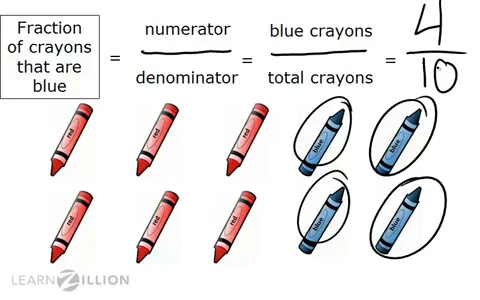 Fraction
of crayons
that are
blue
=
numerator
denominator
=
blue crayons
total crayons
=
4
10
red
red
red
blue
blue
red
red
red
blue
blue
LEARNZILLION